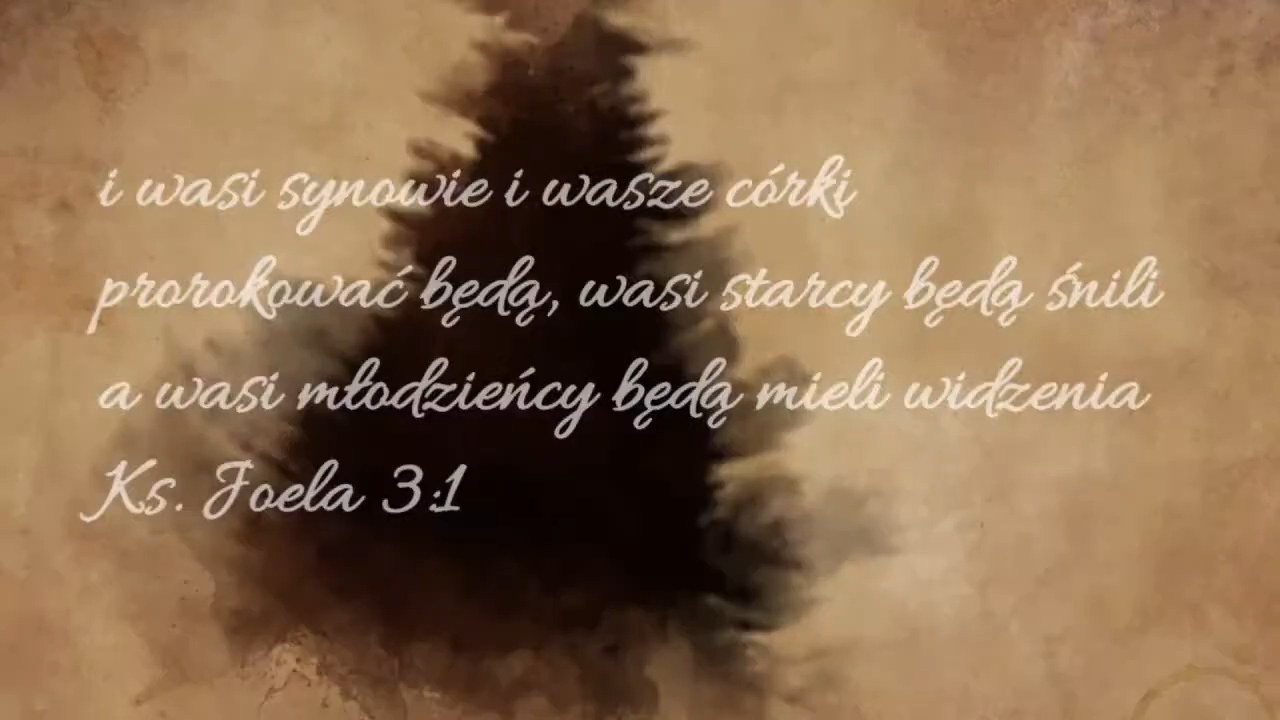 i wasi synowie i wasze córki
prorokować będą, wasi starcy będą śnili
a wasi młodzieńcy będą mieli widzenia
Ks. Joela 3:1